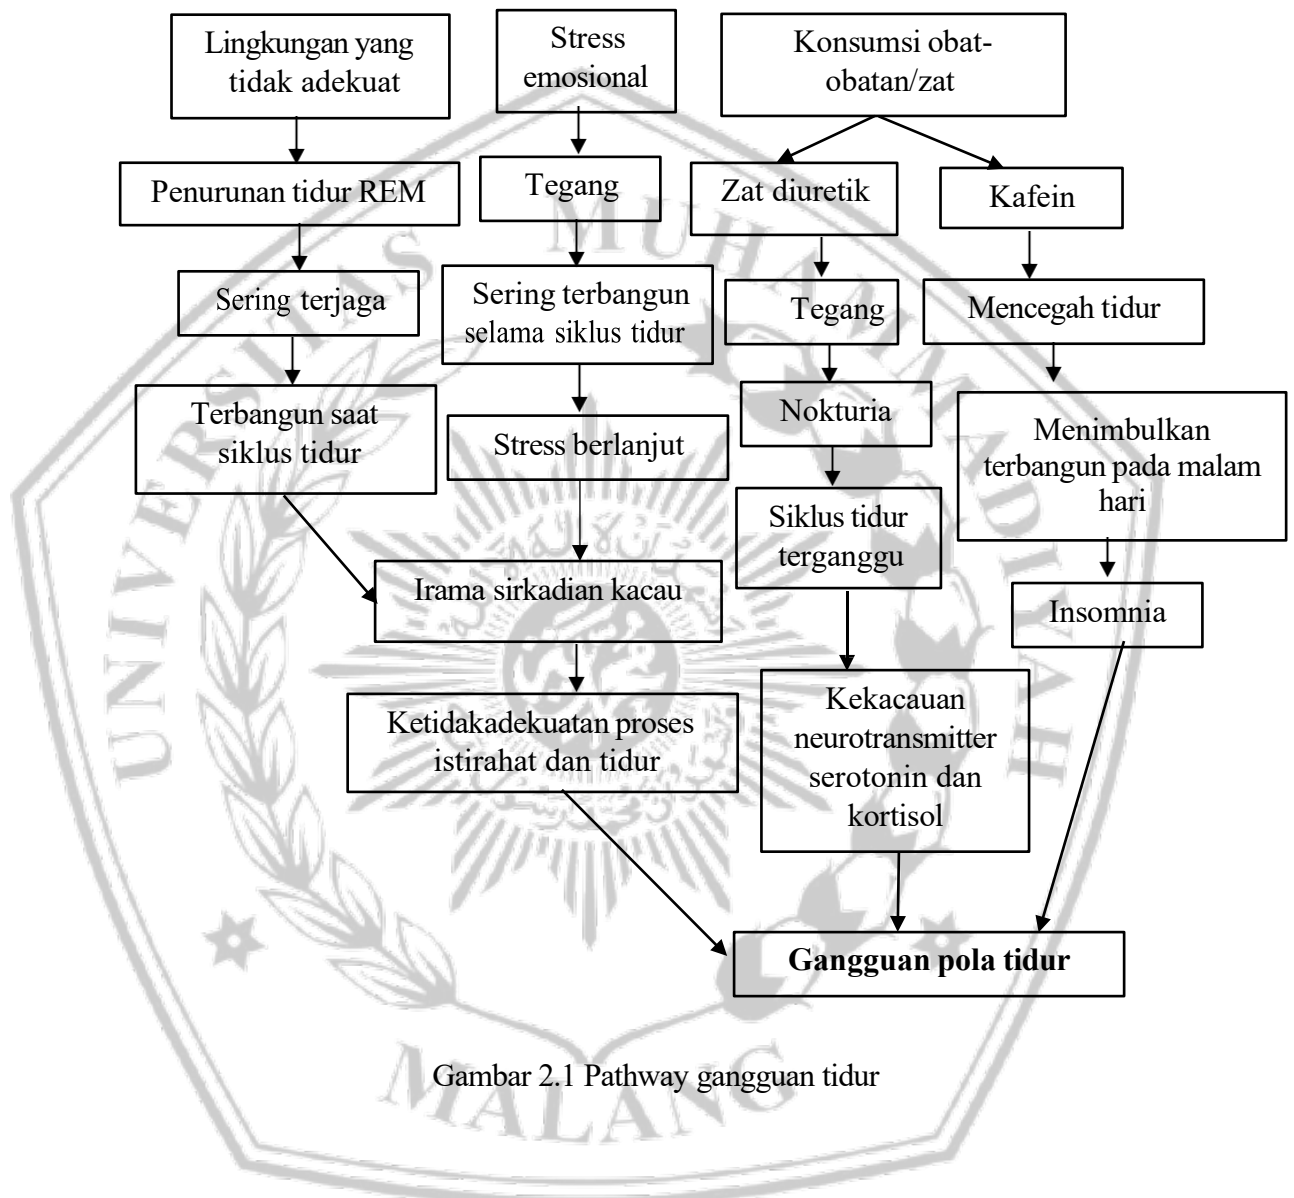 Lingkungan yang
tidak adekuat
Stress
emosional
Konsumsi obat-
obatan/zat
Penurunan tidur REM
Tegang
Zat diuretik
Kafein
Sering terjaga
Sering terbangun
selama siklus tidur
Tegang
Mencegah tidur
Terbangun saat
siklus tidur
Stress berlanjut
Nokturia
Menimbulkan
terbangun pada malam
hari
Siklus tidur
terganggu
Irama sirkadian kacau
Insomnia
Ketidakadekuatan proses
istirahat dan tidur
Kekacauan
neurotransmitter
serotonin dan
kortisol
Gangguan pola tidur
Gambar 2.1 Pathway gangguan tidur
UNIVERSITAS MUHAMMADIYAH
MALANG